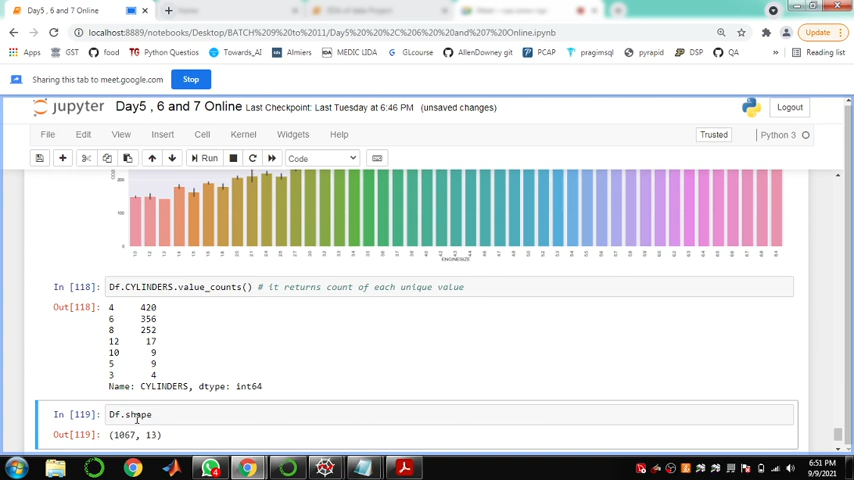 Day5, 6 and 7 Online
localhost:8889/notebooks/Desktop/BATCH%209%20to%2011/Day5%20%2C%206%20%20and%207%20Online.ipynb
Update
Apps GST food Python Questions Towards_AI Almiers MEDIC LIDA GLcourse AllenDowney git PCAP pragimsql pyrapid DSP QA Reading list
Sharing this tab to meet.google.com Stop
jupyter Day5 , 6 and 7 Online Last Checkpoint: Last Tuesday at 6:46 PM (unsaved changes) Logout
File Edit View Insert Cell Kernel Widgets Help Trusted Python 3
Run Code
100
0
ENGINESIZE
In [118]: Df.CYLINDERS.value_counts() # it returns count of each unique value
Out[118]: 4 420
6 356
8 252
12 17
10 9
5 9
3 4
Name: CYLINDERS, dtype: int64
In [119]: Df.shape
Out[119]: (1067, 13)
6:51 PM
9/9/2021